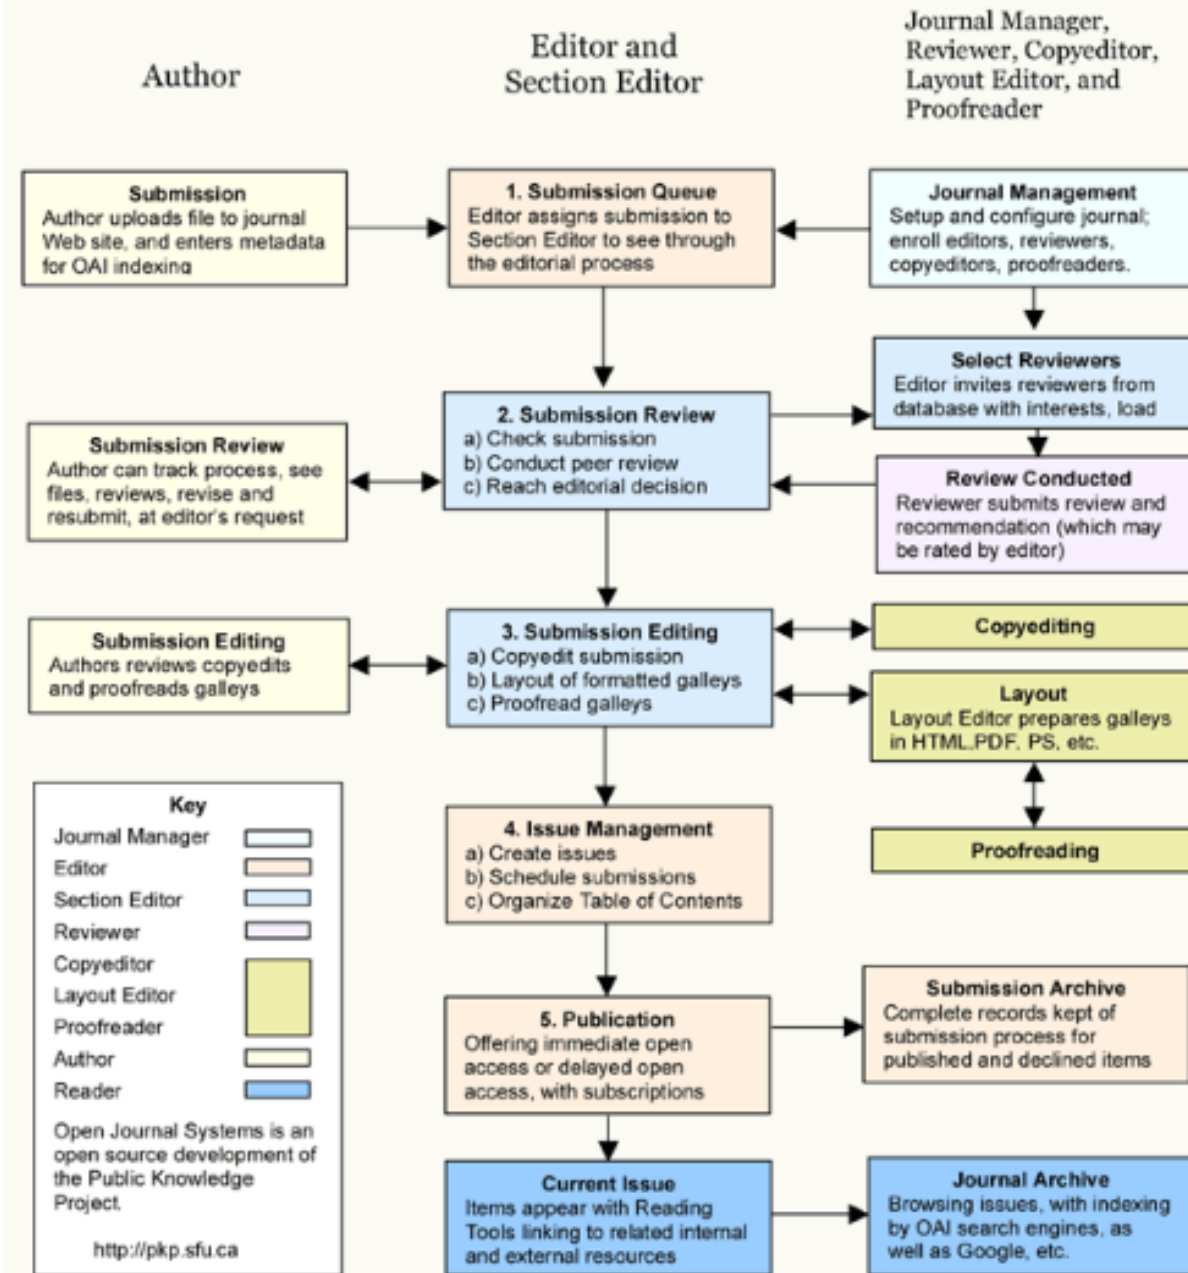 Author
Editor and
Section Editor
Journal Manager,
Reviewer, Copyeditor,
Layout Editor, and
Proofreader
Submission
Author uploads file to journal
Web site, and enters metadata
for OAI indexing
1. Submission Queue
Editor assigns submission to
Section Editor to see through
the editorial process
Journal Management
Setup and configure journal;
enroll editors, reviewers,
copyeditors, proofreaders.
Select Reviewers
Editor invites reviewers from
database with interests, load
2. Submission Review
a) Check submission
b) Conduct peer review
c) Reach editorial decision
Submission Review
Author can track process, see
files, reviews, revise and
resubmit, at editor's request
Review Conducted
Reviewer submits review and
recommendation (which may
be rated by editor)
Submission Editing
Authors reviews copyedits
and proofreads galleys
3. Submission Editing
a) Copyedit submission
b) Layout of formatted galleys
c) Proofread galleys
Copyediting
Layout
Layout Editor prepares galleys
in HTML.PDF. PS, etc.
Proofreading
4. Issue Management
a) Create issues
b) Schedule submissions
c) Organize Table of Contents
Key
Journal Manager
Editor
Section Editor
Reviewer
Copyeditor
Layout Editor
Proofreader
Author
Reader
Open Journal Systems is an
open source development of
the Public Knowledge
Project.
http://pkp.sfu.ca
5. Publication
Offering immediate open
access or delayed open
access, with subscriptions
Submission Archive
Complete records kept of
submission process for
published and declined items
Current Issue
Items appear with Reading
Tools linking to related internal
and external resources
Journal Archive
Browsing issues, with indexing
by OAI search engines, as
well as Google, etc.